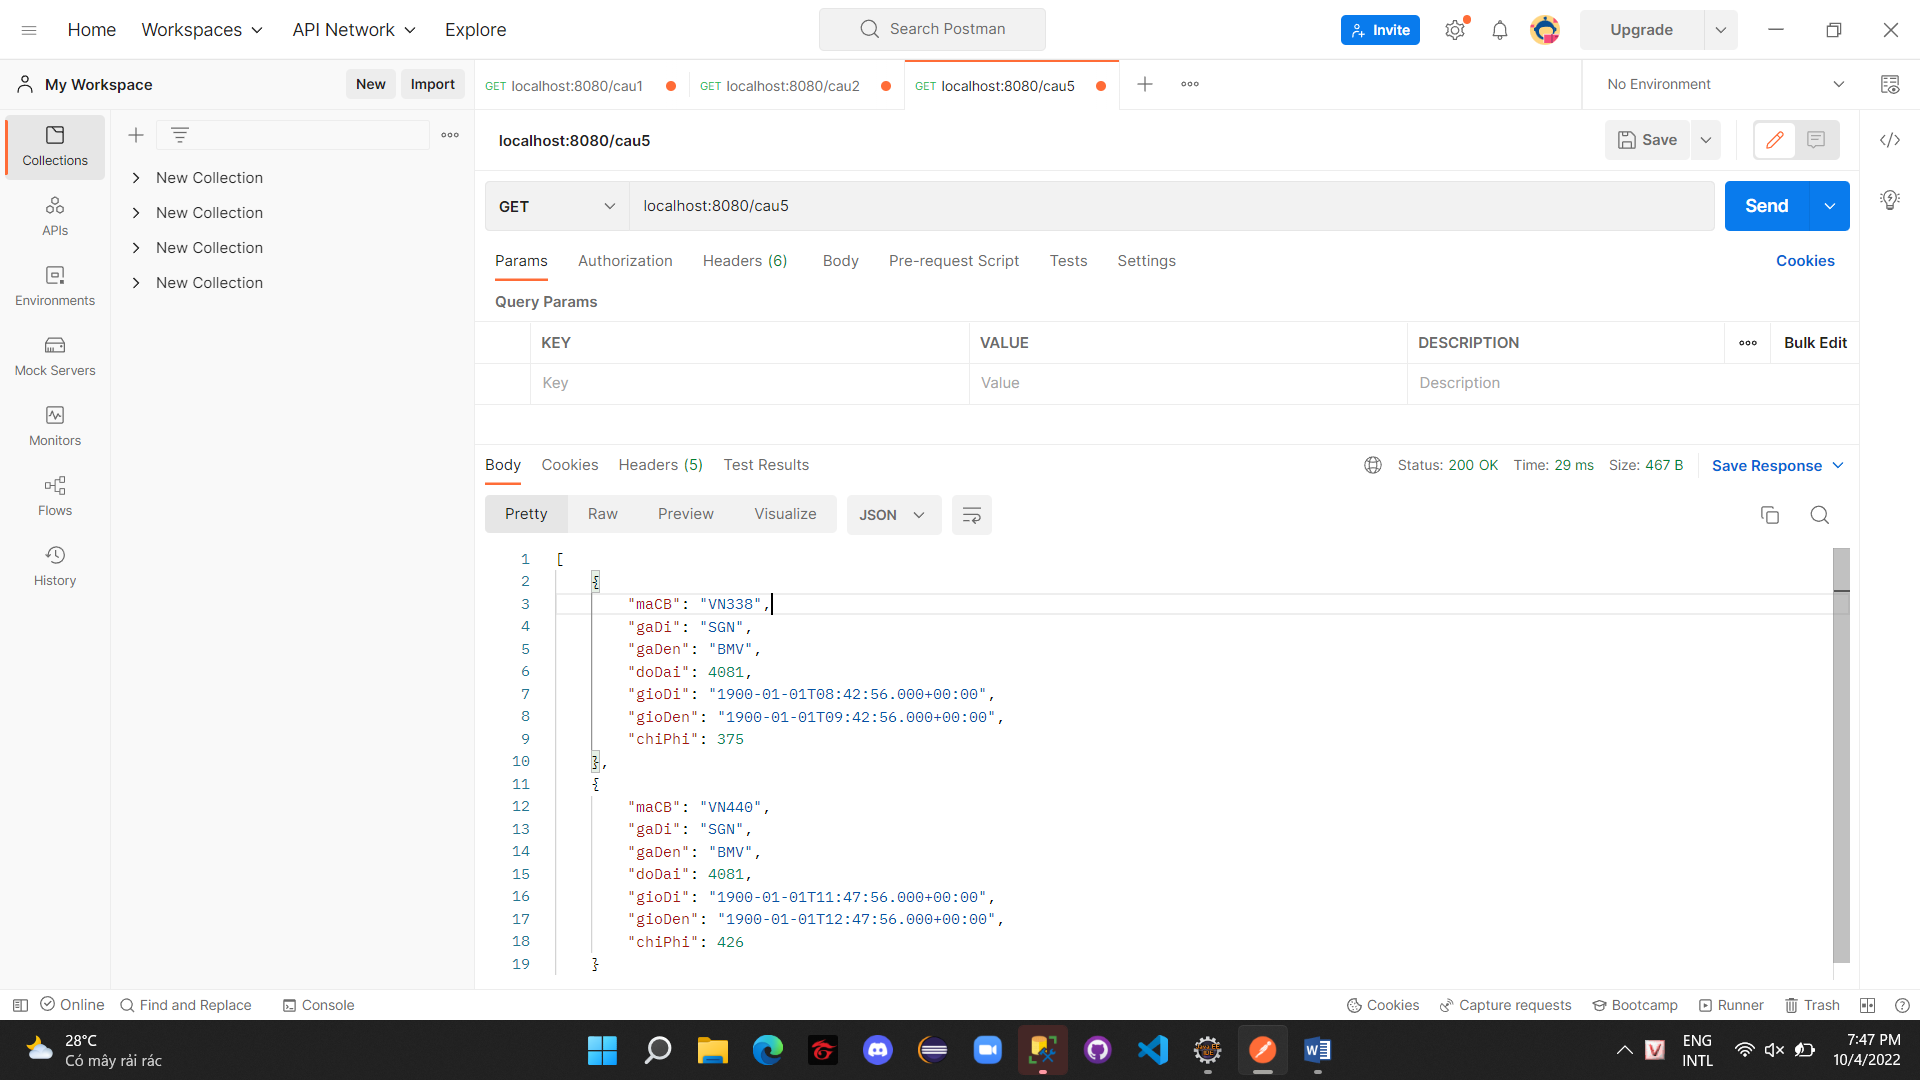 Home Workspaces API Network Explore Search Postman Invite Upgrade
My Workspace New Import GET localhost:8080/cau1 GET localhost:8080/cau2 GET localhost:8080/cau5 No Environment
localhost:8080/cau5 Save
Collections
APIs
Environments
Mock Servers
Monitors
Flows
History
New Collection
New Collection
New Collection
New Collection
GET localhost:8080/cau5 Send
Params Authorization Headers (6) Body Pre-request Script Tests Settings Cookies
Query Params
KEY VALUE DESCRIPTION Bulk Edit
Key Value Description
Body Cookies Headers (5) Test Results Status: 200 OK Time: 29 ms Size: 467 B Save Response
Pretty Raw Preview Visualize JSON
1 [
2 {
3 "maCB": "VN338",
4 "gaDi": "SGN",
5 "gaDen": "BMV",
6 "doDai": 4081,
7 "gioDi": "1900-01-01T08:42:56.000+00:00",
8 "gioDen": "1900-01-01T09:42:56.000+00:00",
9 "chiPhi": 375
10 },
11 {
12 "maCB": "VN440",
13 "gaDi": "SGN",
14 "gaDen": "BMV",
15 "doDai": 4081,
16 "gioDi": "1900-01-01T11:47:56.000+00:00",
17 "gioDen": "1900-01-01T12:47:56.000+00:00",
18 "chiPhi": 426
19 }
Online Find and Replace Console Cookies Capture requests Bootcamp Runner Trash
28°C
Có mây rải rác
ENG
INTL
7:47 PM
10/4/2022